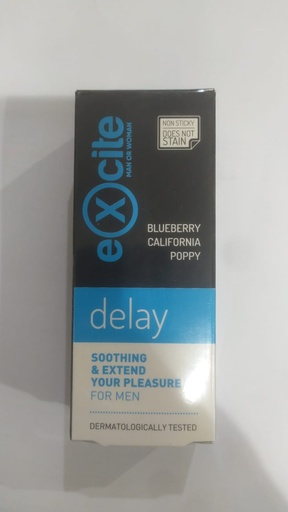 NON STICKY
DOES NOT
STAIN
eXcite
MAN OR WOMAN
BLUEBERRY
CALIFORNIA
POPPY
delay
SOOTHING
& EXTEND
YOUR PLEASURE
FOR MEN
DERMATOLOGICALLY TESTED